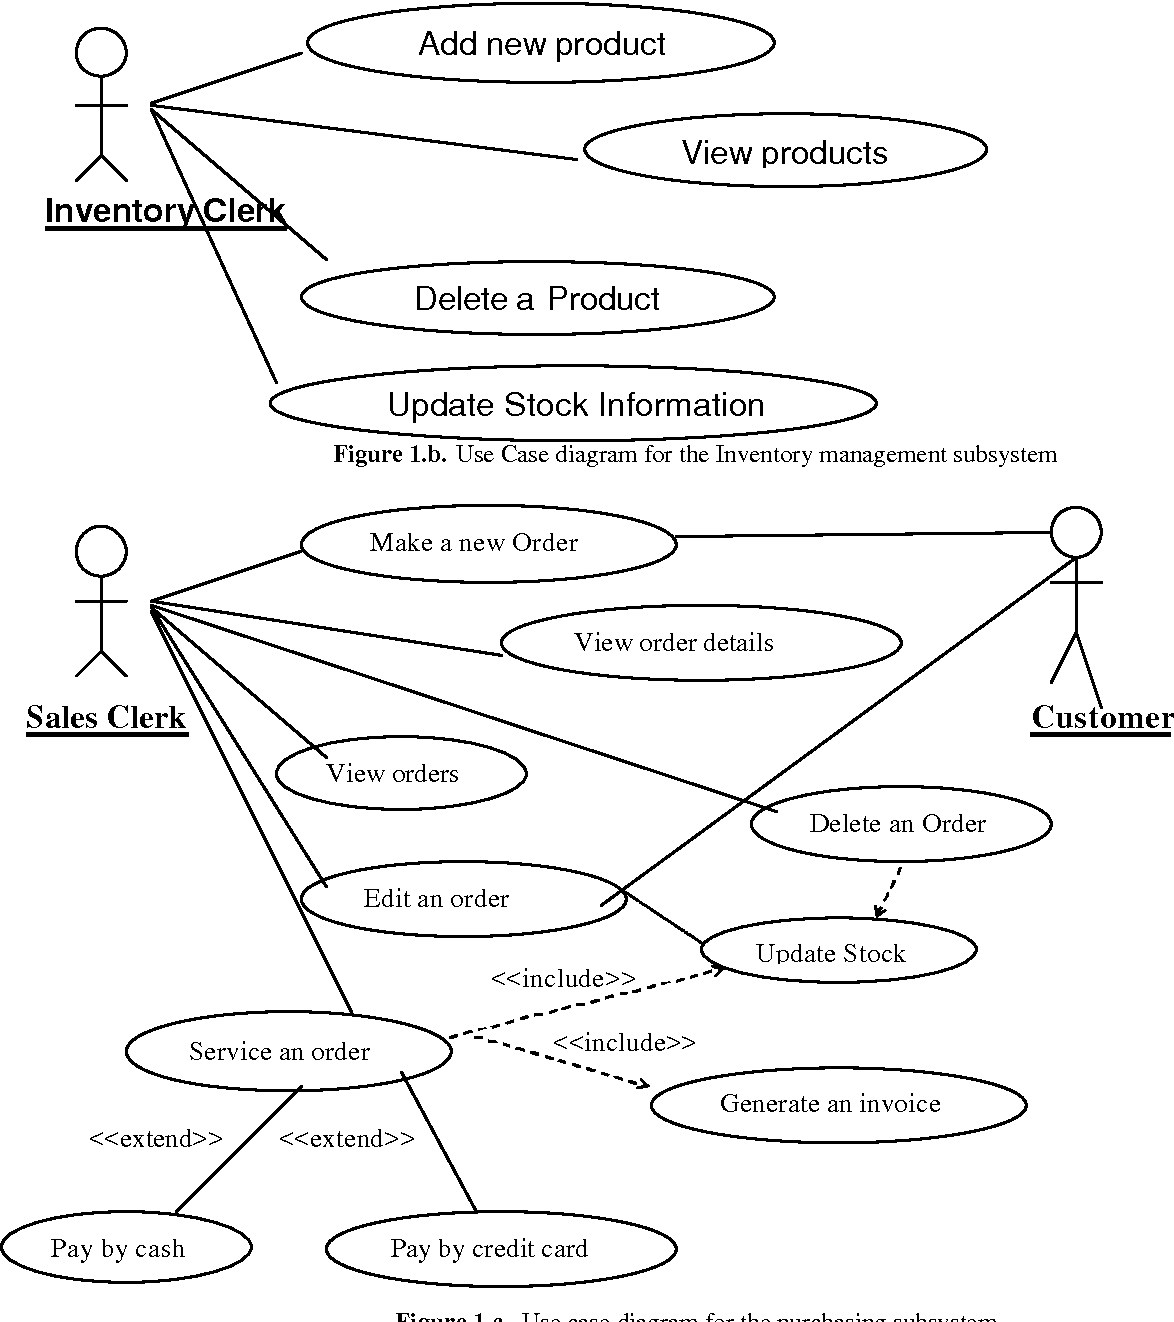 Add new product
View products
Inventory Clerk
Delete a Product
Update Stock Information
Figure 1.b. Use Case diagram for the Inventory management subsystem
Make a new Order
View order details
Sales Clerk
Customer
View orders
Delete an Order
Edit an order
Update Stock
<<include>>
<<include>>
Service an order
Generate an invoice
<<extend>> <<extend>>
Pay by cash
Pay by credit card
Use case diagram for the purchasing subsystem